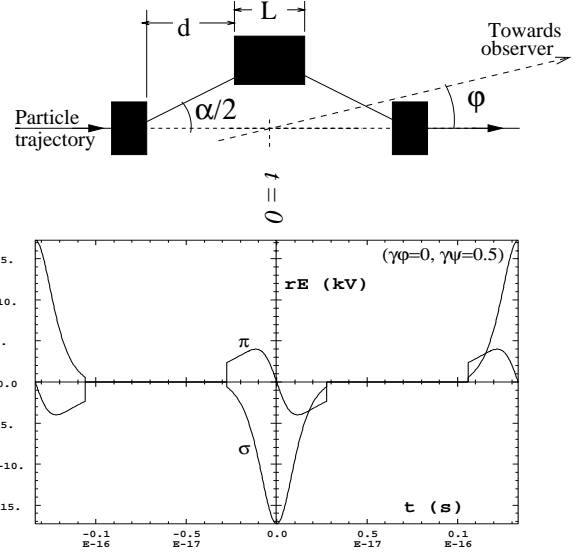 L
d
Towards
observer
Particle
trajectory
α/2
φ
t = 0
(γφ=0, γψ=0.5)
rE (kV)
5.
10.
5.
0.0
5.
10.
15.
π
σ
t (s)
-0.1
E-16
-0.5
E-17
0.0
0.5
E-17
0.1
E-16